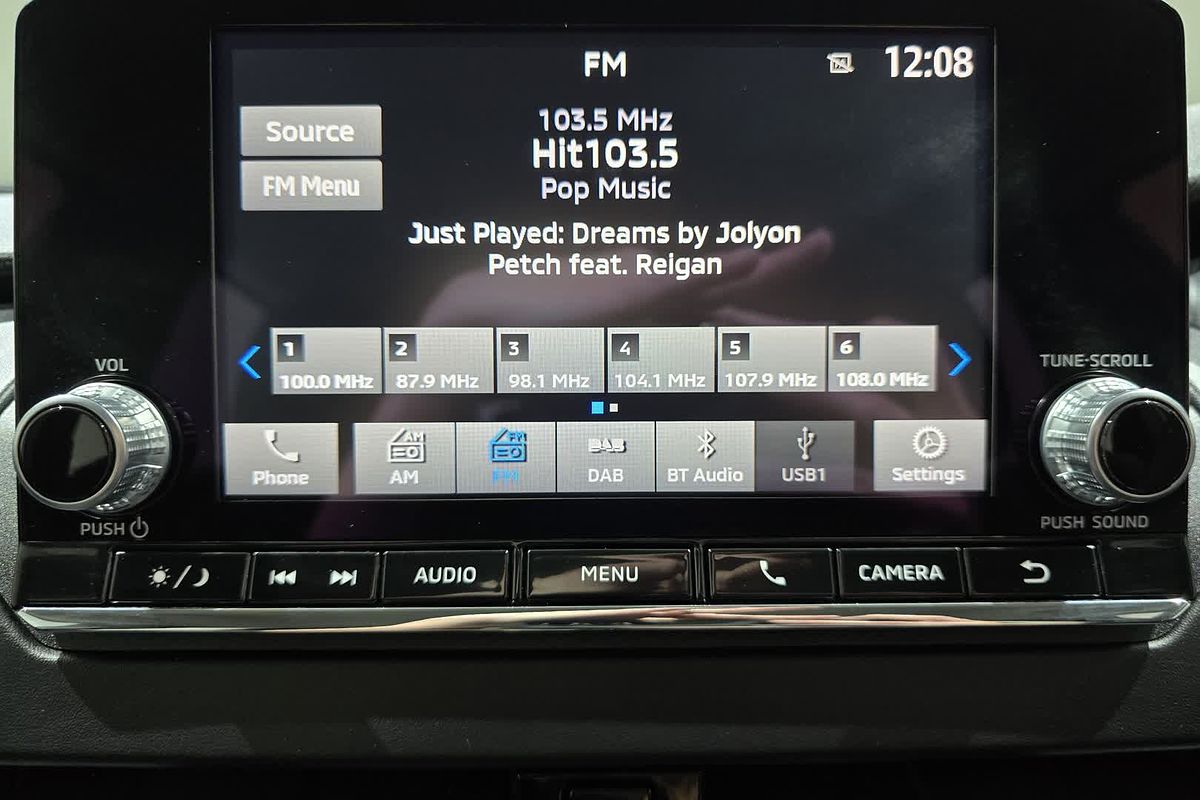 FM
12:08
Source
103.5 MHz
Hit103.5
FM Menu
Pop Music
Just Played: Dreams by Jolyon
Petch feat. Reigan
1
2
3
4
5
6
100.0 MHz
87.9 MHz
98.1 MHz
104.1 MHz
107.9 MHz
108.0 MHz
VOL
TUNE·SCROLL
AM
FM
DAB
Phone
AM
FM
DAB
BT Audio
USB1
Settings
PUSH
PUSH SOUND
AUDIO
MENU
CAMERA